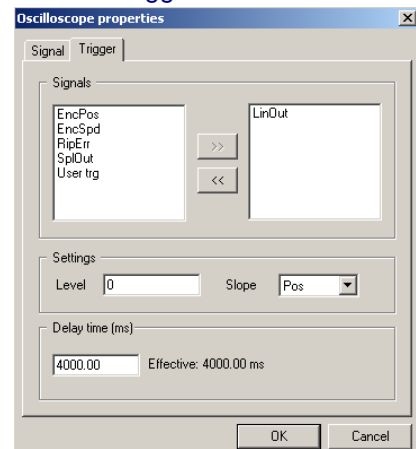 Oscilloscope properties
Signal Trigger
Signals
EncPos
EncSpd
RipErr
SplOut
User trg
>>
<<
LinOut
Settings
Level 0 Slope Pos
Delay time (ms)
4000.00 Effective: 4000.00 ms
OK Cancel